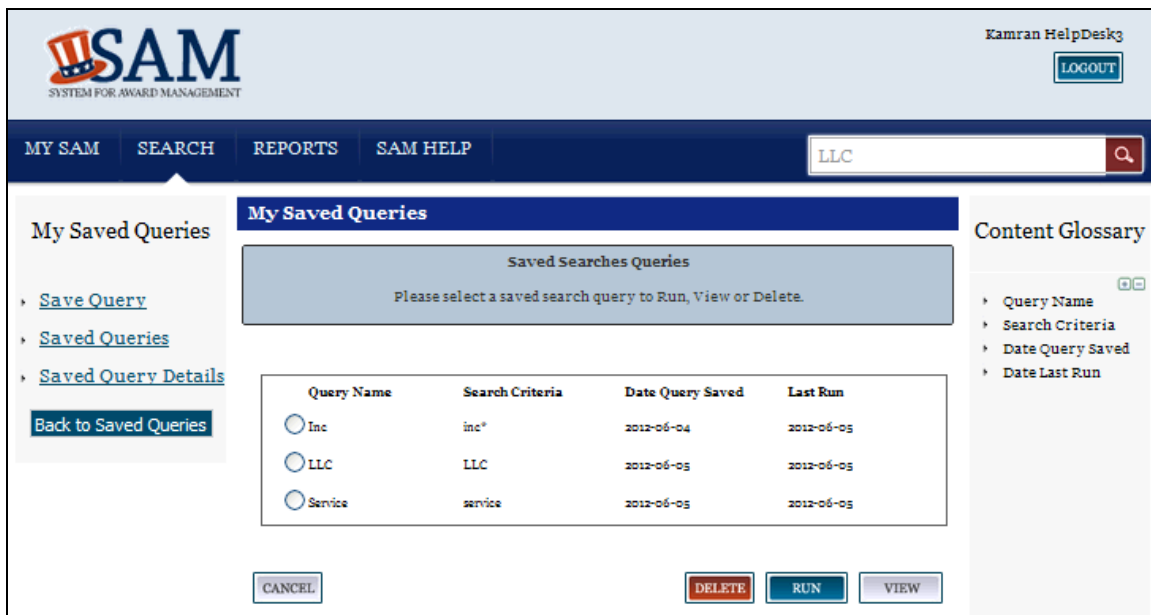 Kamran HelpDesk3
LOGOUT
USAM
SYSTEM FOR AWARD MANAGEMENT
MY SAM SEARCH REPORTS SAM HELP LLC
My Saved Queries
Save Query
Saved Queries
Saved Query Details
Back to Saved Queries
My Saved Queries
Saved Searches Queries
Please select a saved search query to Run, View or Delete.
Query Name Search Criteria Date Query Saved Last Run
Inc inc* 2012-06-04 2012-06-05
LLC LLC 2012-06-05 2012-06-05
Service service 2012-06-05 2012-06-05
CANCEL DELETE RUN VIEW
Content Glossary
Query Name
Search Criteria
Date Query Saved
Date Last Run